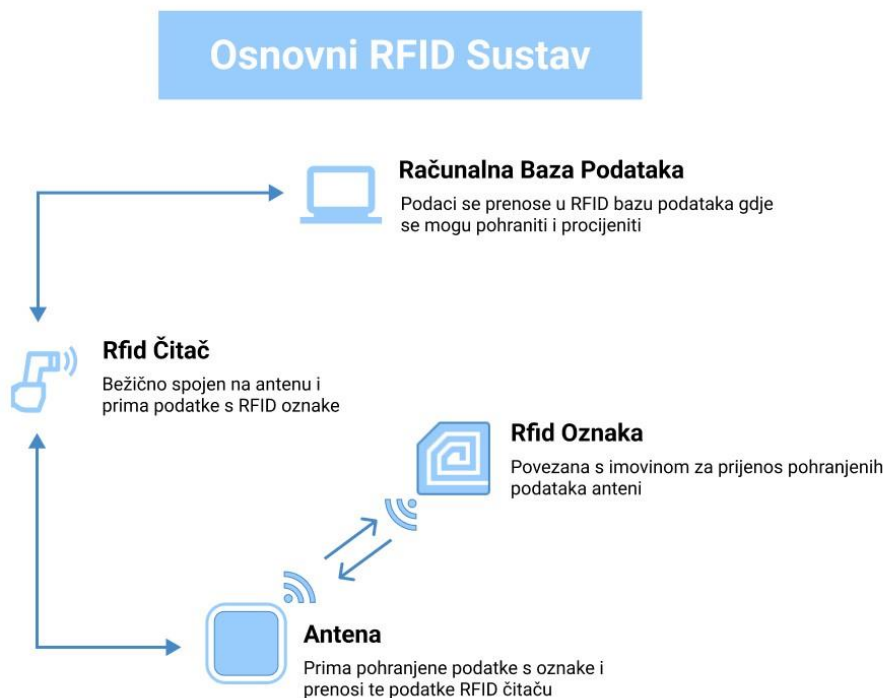 Osnovni RFID Sustav
Računalna Baza Podataka
Podaci se prenose u RFID bazu podataka gdje
se mogu pohraniti i procijeniti
Rfid Čitač
Bežično spojen na antenu i
prima podatke s RFID oznake
Rfid Oznaka
Povezana s imovinom za prijenos pohranjenih
podataka anteni
Antena
Prima pohranjene podatke s oznake i
prenosi te podatke RFID čitaču